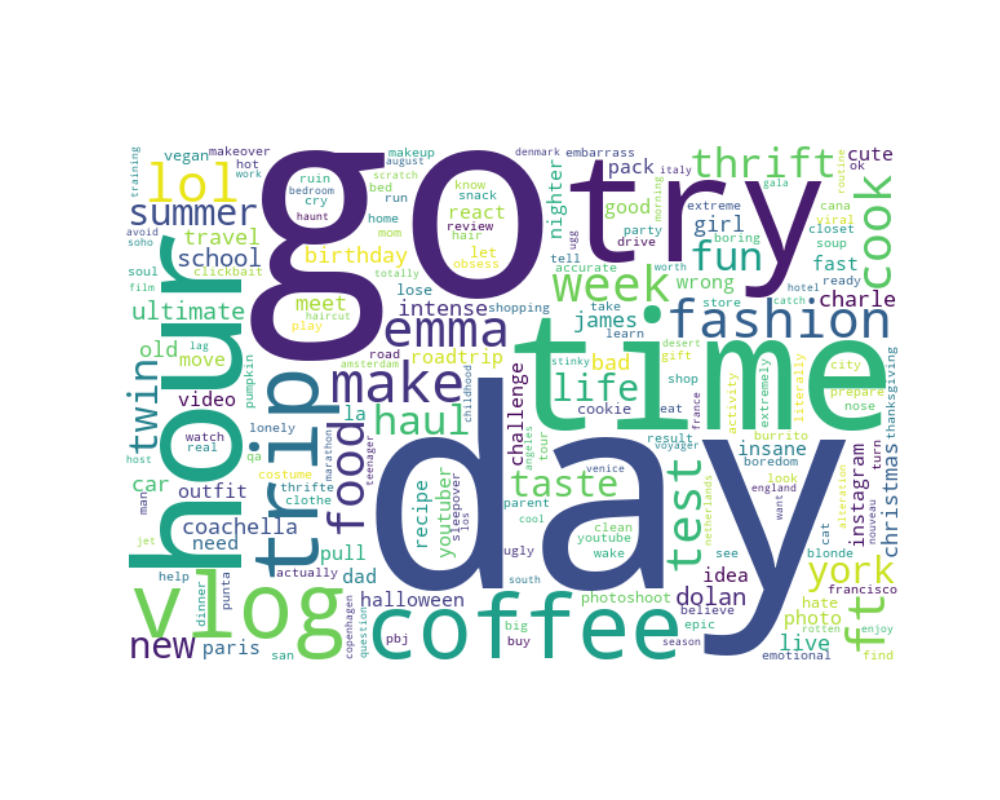 training
vegan
makeover
hot
work
lol
summer
avoid
soho
travel
school
soul
film
clickbait
ultimate
go
try
day
time
hour
trip
ruin
bedroom
cry
haunt
makeup
august
scratch
bed
run
home
mom
birthday
totally
meet
haircut
play
lose
know
snack
react
review
hair
let
obsess
intense
shopping
emma
denmark
embarrass
nighter
ugg
tell
pack
italy
good
party
drive
accurate
week
worth
wrong
thrift
gala
morning
extreme
girl
boring
fun
store
hotel
catch
cute
ok
routine
cana
viral
closet
soup
cook
fast
ready
charle
take
james
learn
fashion
old
lag
move
pumpkin
twin
video
watch
real
lonely
host
qa
car
man
outfit
costume
thrifte
clothe
coachella
need
jet
road
amsterdam
roadtrip
make
childhood
la
haul
food
marathon
teenager
challenge
stinky
bad
life
cookie
eat
desert
gift
shop
france
activity
extremely
literally
city
prepare
nose
thanksgiving
angeles
tour
result
voyager
burrito
insane
boredom
taste
test
venice
parent
cool
clean
youtube
wake
netherlands
look
england
want
alteration
instagram
turn
nouveau
christmas
cat
recipe
youtuber
sleepover
los
pull
actually
dad
ugly
south
see
blonde
idea
york
francisco
help
dinner
punta
vlog
new
paris
san
copenhagen
question
halloween
pbj
coffee
big
buy
photoshoot
dolan
believe
epic
season
hate
photo
live
rotten
emotional
ft
enjoy
find